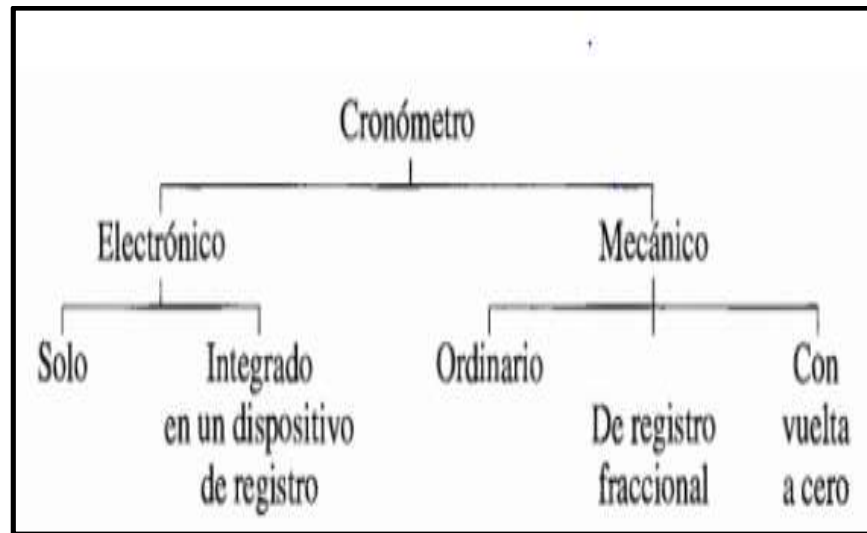 Cronómetro
Electrónico
Mecánico
Solo
Integrado
en un dispositivo
de registro
Ordinario
De registro
fraccional
Con
vuelta
a cero